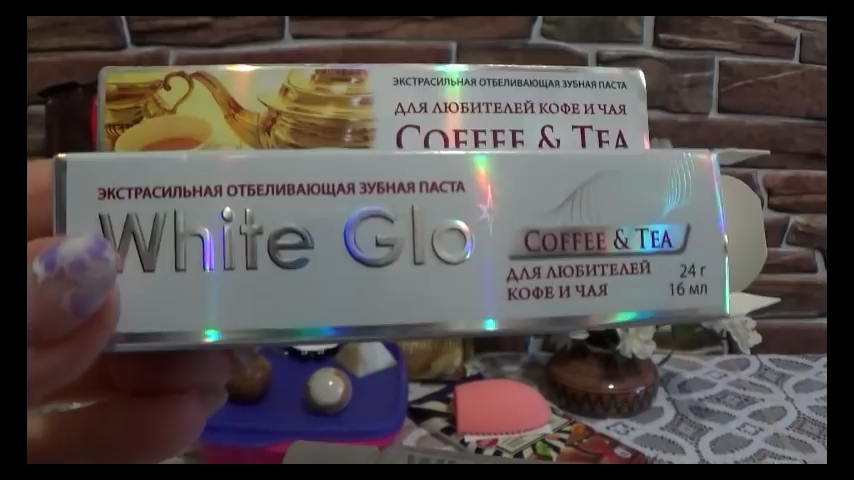 ЭКСТРАСИЛЬНАЯ ОТБЕЛИВАЮЩАЯ ЗУБНАЯ ПАСТА
ДЛЯ ЛЮБИТЕЛЕЙ КОФЕ И ЧАЯ
COFFEE & TEA
ЭКСТРАСИЛЬНАЯ ОТБЕЛИВАЮЩАЯ ЗУБНАЯ ПАСТА
White Glo
COFFEE & TEA
ДЛЯ ЛЮБИТЕЛЕЙ
КОФЕ И ЧАЯ
24 г
16 мл